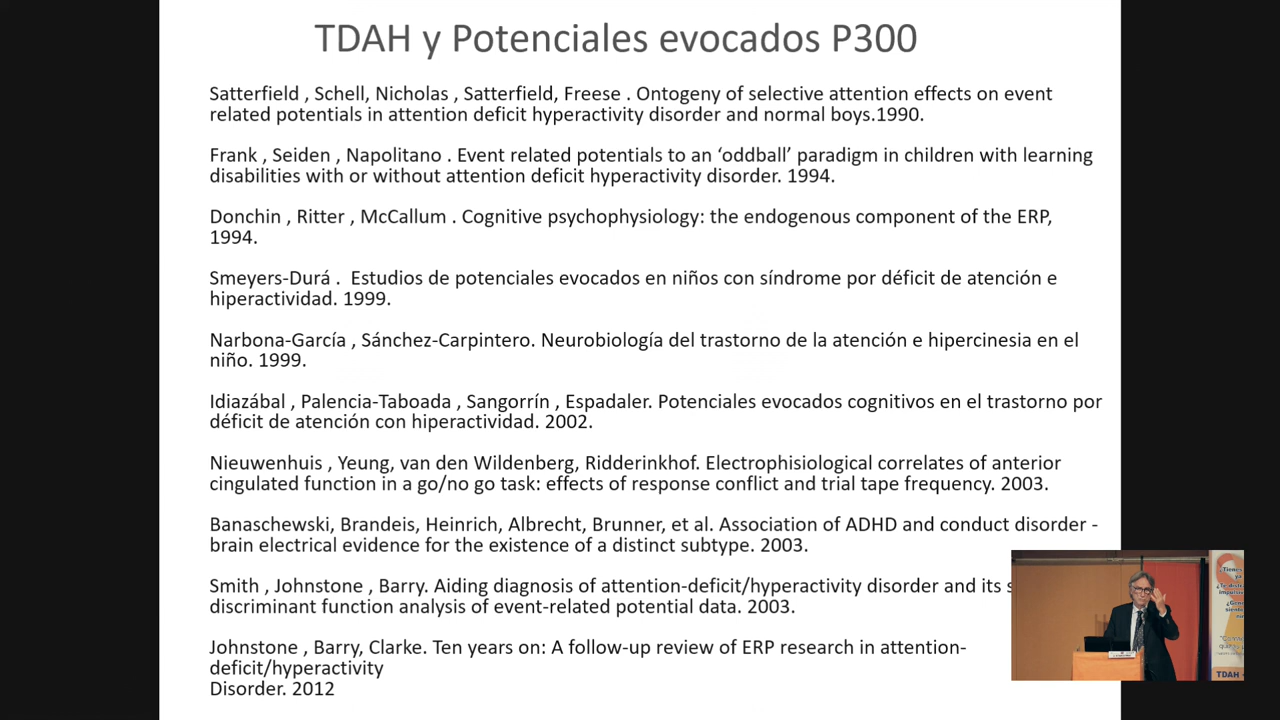 TDAH y Potenciales evocados P300
Satterfield , Schell, Nicholas , Satterfield, Freese . Ontogeny of selective attention effects on event
related potentials in attention deficit hyperactivity disorder and normal boys.1990.
Frank , Seiden , Napolitano . Event related potentials to an ‘oddball’ paradigm in children with learning
disabilities with or without attention deficit hyperactivity disorder. 1994.
Donchin , Ritter , McCallum . Cognitive psychophysiology: the endogenous component of the ERP,
1994.
Smeyers-Durá .  Estudios de potenciales evocados en niños con síndrome por déficit de atención e
hiperactividad. 1999.
Narbona-García , Sánchez-Carpintero. Neurobiología del trastorno de la atención e hipercinesia en el
niño. 1999.
Idiazábal , Palencia-Taboada , Sangorrín , Espadaler. Potenciales evocados cognitivos en el trastorno por
déficit de atención con hiperactividad. 2002.
Nieuwenhuis , Yeung, van den Wildenberg, Ridderinkhof. Electrophisiological correlates of anterior
cingulated function in a go/no go task: effects of response conflict and trial tape frequency. 2003.
Banaschewski, Brandeis, Heinrich, Albrecht, Brunner, et al. Association of ADHD and conduct disorder -
brain electrical evidence for the existence of a distinct subtype. 2003.
Smith , Johnstone , Barry. Aiding diagnosis of attention-deficit/hyperactivity disorder and its s
discriminant function analysis of event-related potential data. 2003.
Johnstone , Barry, Clarke. Ten years on: A follow-up review of ERP research in attention-
deficit/hyperactivity
Disorder. 2012
TDAH